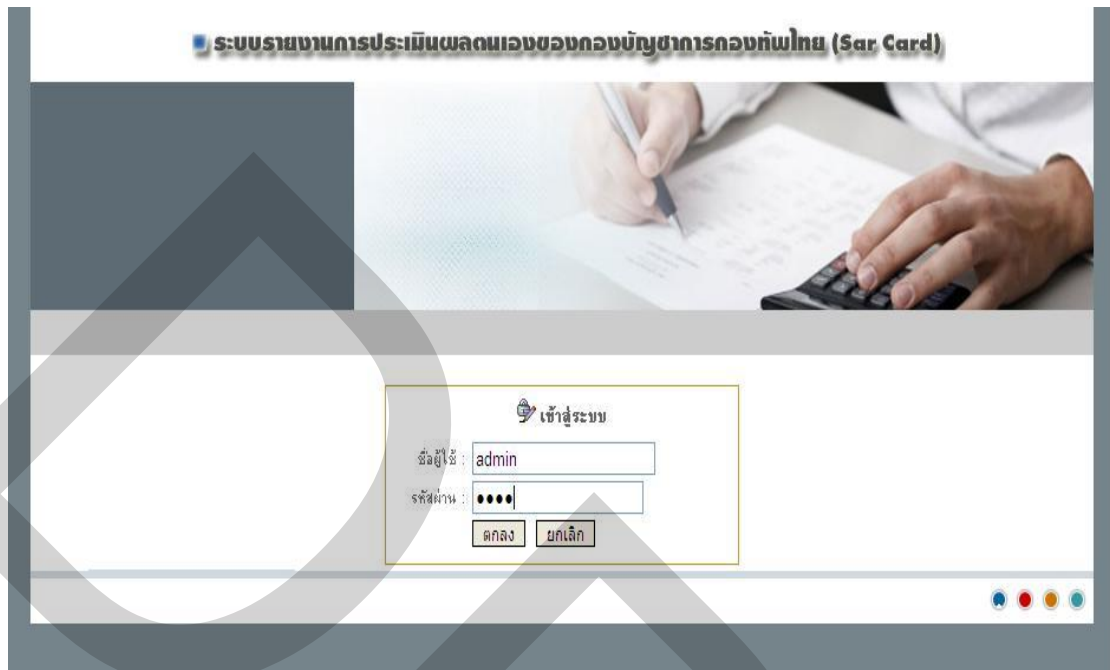 ระบบรายงานการประเมินผลตนเองของกองบัญชาการกองทัพไทย (Sar Card)
เข้าสู่ระบบ
ชื่อผู้ใช้ : admin
รหัสผ่าน : ••••
ตกลง ยกเลิก